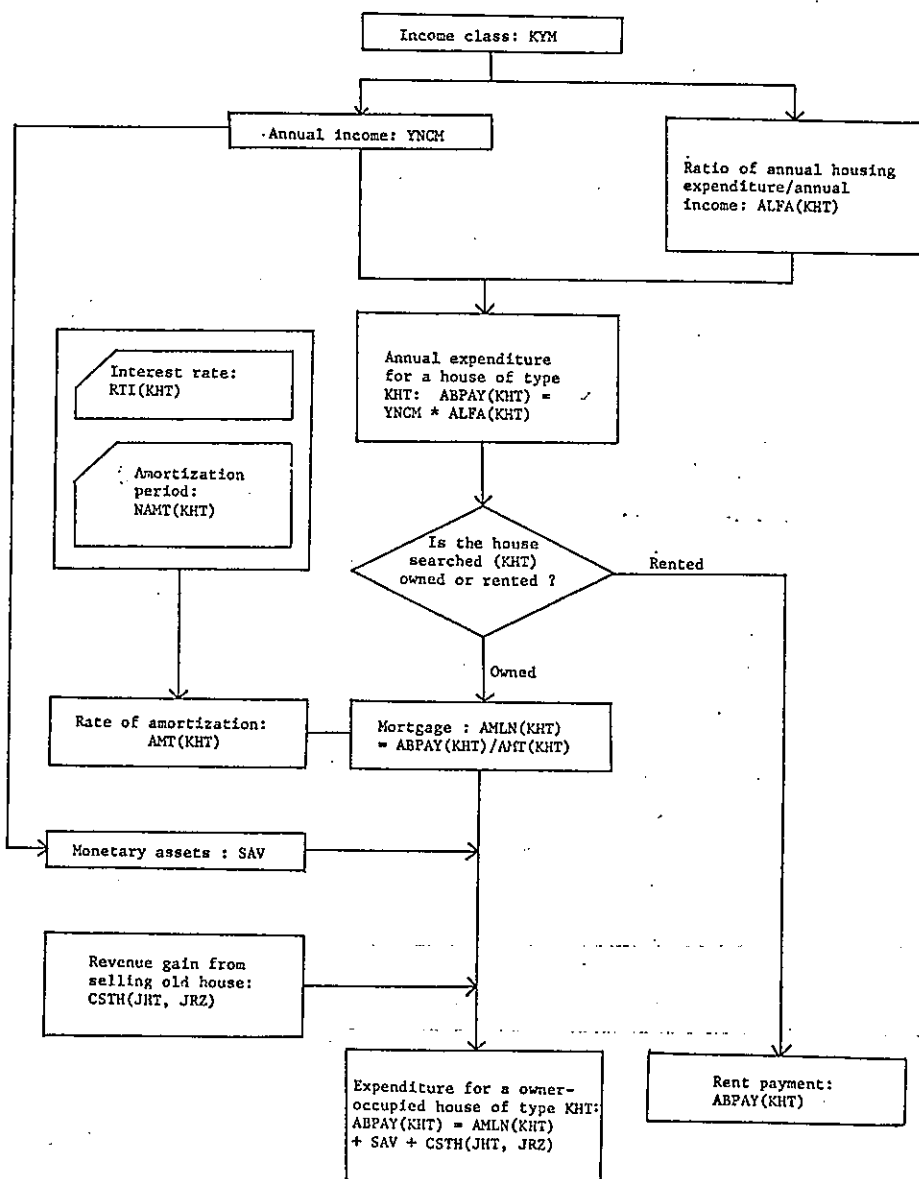 Income class: KYM
Annual income: YNCM
Ratio of annual housing
expenditure/annual
income: ALFA(KHT)
Annual expenditure
for a house of type
KHT: ABPAY(KHT) =
YNCM * ALFA(KHT)
Interest rate:
RTI(KHT)
Amortization
period:
NAMT(KHT)
Is the house
searched (KHT)
owned or rented ?
Rented
Owned
Rate of amortization:
AMT(KHT)
Mortgage : AMLN(KHT)
= ABPAY(KHT)/AMT(KHT)
Monetary assets : SAV
Revenue gain from
selling old house:
CSTH(JHT, JRZ)
Expenditure for a owner-
occupied house of type KHT:
ABPAY(KHT) = AMLN(KHT)
+ SAV + CSTH(JHT, JRZ)
Rent payment:
ABPAY(KHT)